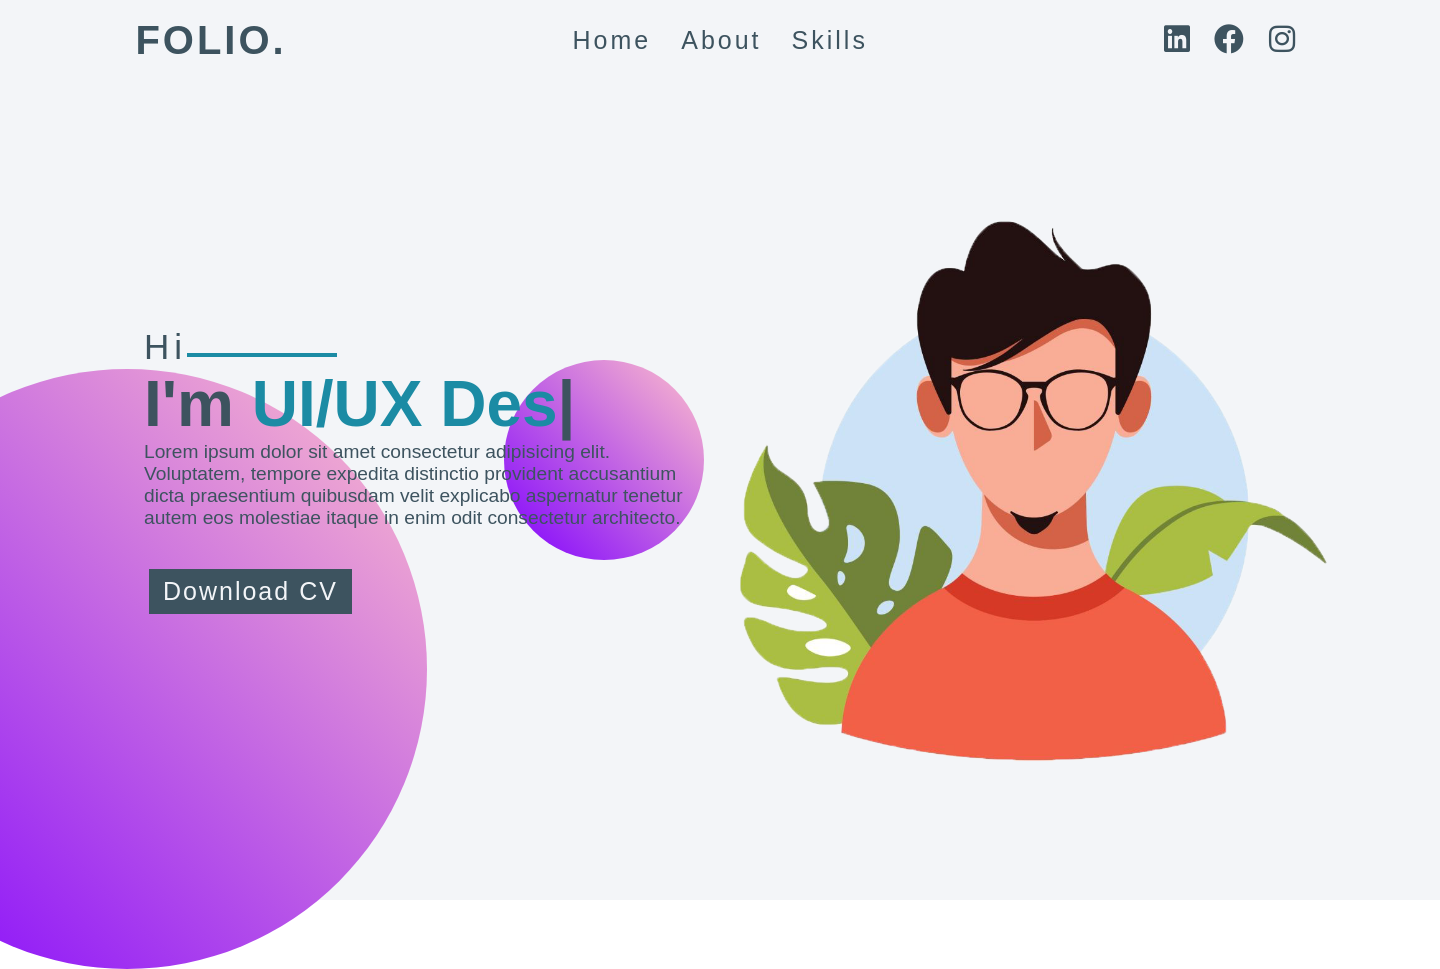 FOLIO.
Home About Skills
Hi
I'm UI/UX Des|
Lorem ipsum dolor sit amet consectetur adipisicing elit.
Voluptatem, tempore expedita distinctio provident accusantium
dicta praesentium quibusdam velit explicabo aspernatur tenetur
autem eos molestiae itaque in enim odit consectetur architecto.
Download CV